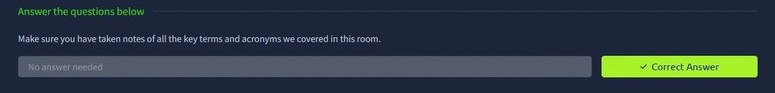 Answer the questions below
Make sure you have taken notes of all the key terms and acronyms we covered in this room.
No answer needed
✓ Correct Answer